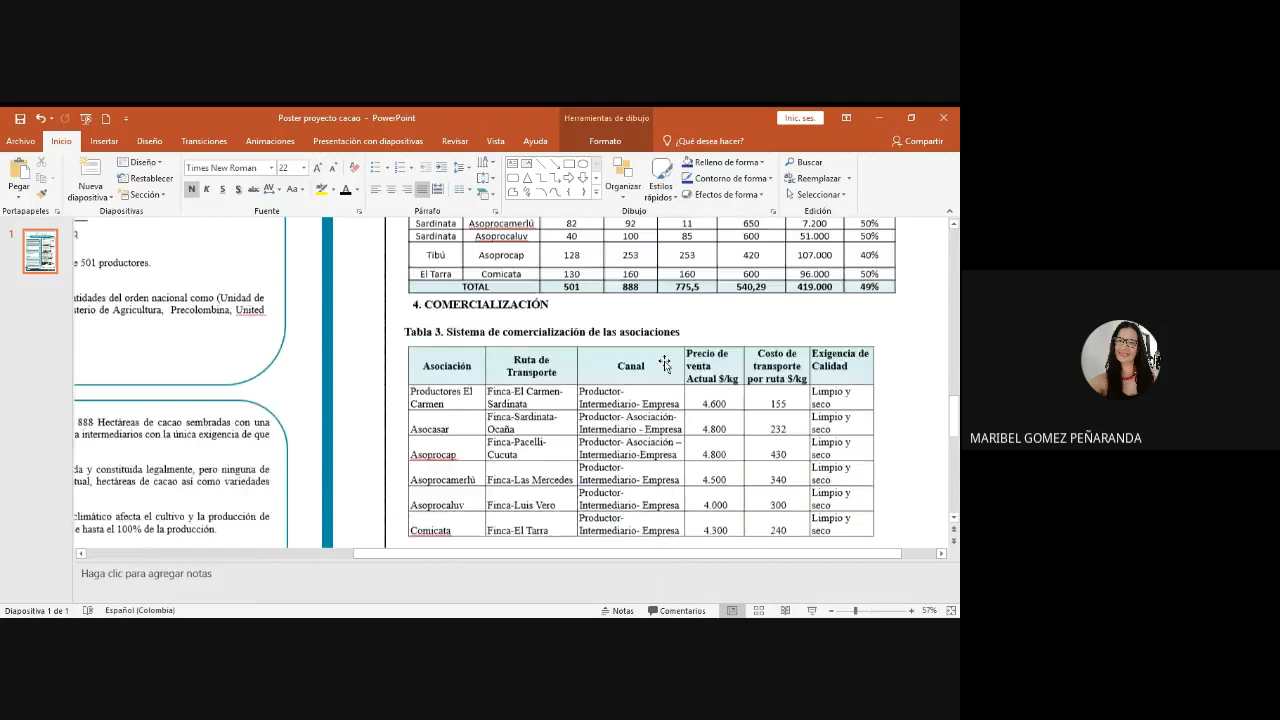 Poster proyecto cacao - PowerPoint
Herramientas de dibujo
Inic. ses.
Archivo Inicio Insertar Diseño Transiciones Animaciones Presentación con diapositivas Revisar Vista Ayuda Formato ¿Qué desea hacer? Compartir
Pegar
Nueva diapositiva
Diseño
Restablecer
Sección
Times New Roman 22
N K S S abc AV Aa A
Organizar
Estilos rápidos
Relleno de forma
Contorno de forma
Efectos de forma
Buscar
Reemplazar
Seleccionar
Portapapeles Diapositivas Fuente Párrafo Dibujo Edición
1
e 501 productores.
ntidades del orden nacional como (Unidad de
sterio de Agricultura, Precolombina, United
888 Hectáreas de cacao sembradas con una
a intermediarios con la única exigencia de que
da y constituida legalmente, pero ninguna de
tual, hectáreas de cacao así como variedades
climático afecta el cultivo y la producción de
e hasta el 100% de la producción.
Sardinata Asoprocamerlú 82 92 11 650 7.200 50%
Sardinata Asoprocaluv 40 100 85 600 51.000 50%
Tibú Asoprocap 128 253 253 420 107.000 40%
El Tarra Comicata 130 160 160 600 96.000 50%
TOTAL 501 888 775,5 540,29 419.000 49%
4. COMERCIALIZACIÓN
Tabla 3. Sistema de comercialización de las asociaciones
Asociación Ruta de Transporte Canal Precio de venta Actual $/kg Costo de transporte por ruta $/kg Exigencia de Calidad
Productores El Carmen Finca-El Carmen-Sardinata Productor- Intermediario- Empresa 4.600 155 Limpio y seco
Asocasar Finca-Sardinata-Ocaña Productor- Asociación- Intermediario - Empresa 4.800 232 Limpio y seco
Asoprocap Finca-Pacelli-Cucuta Productor- Asociación – Intermediario-Empresa 4.800 430 Limpio y seco
Asoprocamerlú Finca-Las Mercedes Productor- Intermediario- Empresa 4.500 340 Limpio y seco
Asoprocaluv Finca-Luis Vero Productor- Intermediario- Empresa 4.000 300 Limpio y seco
Comicata Finca-El Tarra Productor- Intermediario- Empresa 4.300 240 Limpio y seco
Haga clic para agregar notas
Diapositiva 1 de 1 Español (Colombia) Notas Comentarios 57%
MARIBEL GOMEZ PEÑARANDA